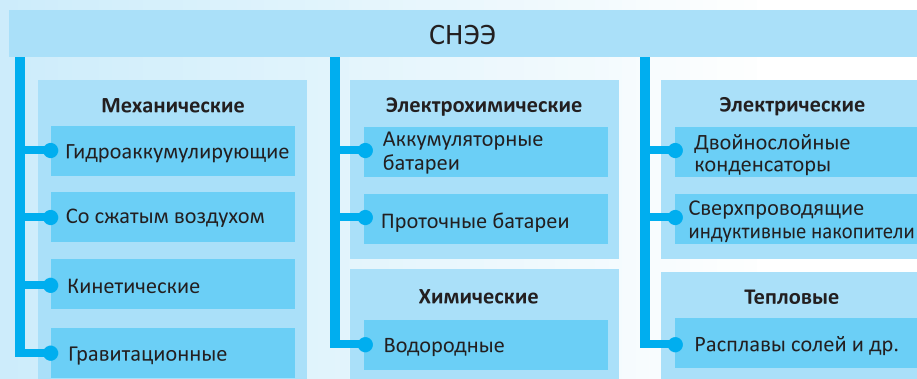 СНЭЭ
Механические
Гидроаккумулирующие
Со сжатым воздухом
Кинетические
Гравитационные
Электрохимические
Аккумуляторные
батареи
Проточные батареи
Химические
Водородные
Электрические
Двойнослойные
конденсаторы
Сверхпроводящие
индуктивные накопители
Тепловые
Расплавы солей и др.